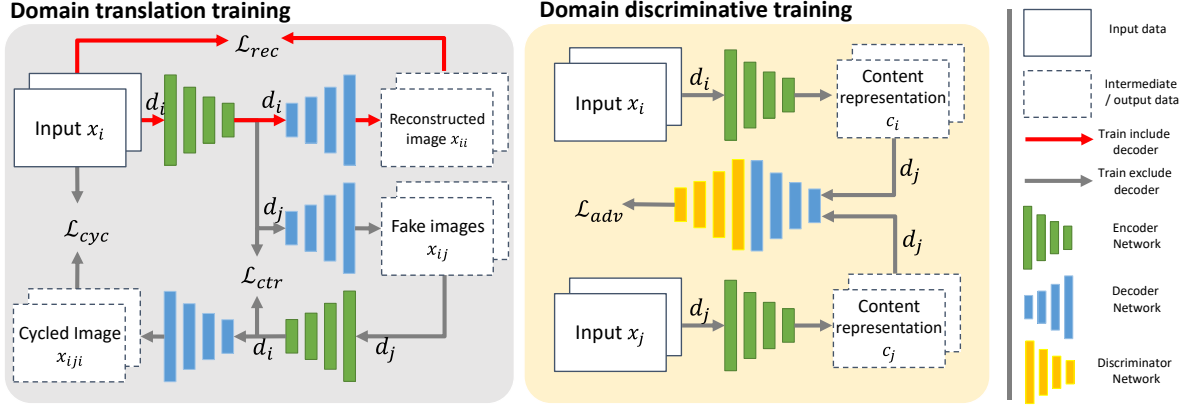 Domain translation training
ℒ_rec
Input x_i
d_i
d_i
Reconstructed
image x_ii
ℒ_cyc
d_j
Fake images
x_ij
ℒ_ctr
Cycled Image
x_iji
d_i
d_j
Domain discriminative training
Input x_i
d_i
Content
representation
c_i
d_j
ℒ_adv
d_j
Input x_j
d_j
Content
representation
c_j
Input data
Intermediate
/ output data
Train include
decoder
Train exclude
decoder
Encoder
Network
Decoder
Network
Discriminator
Network